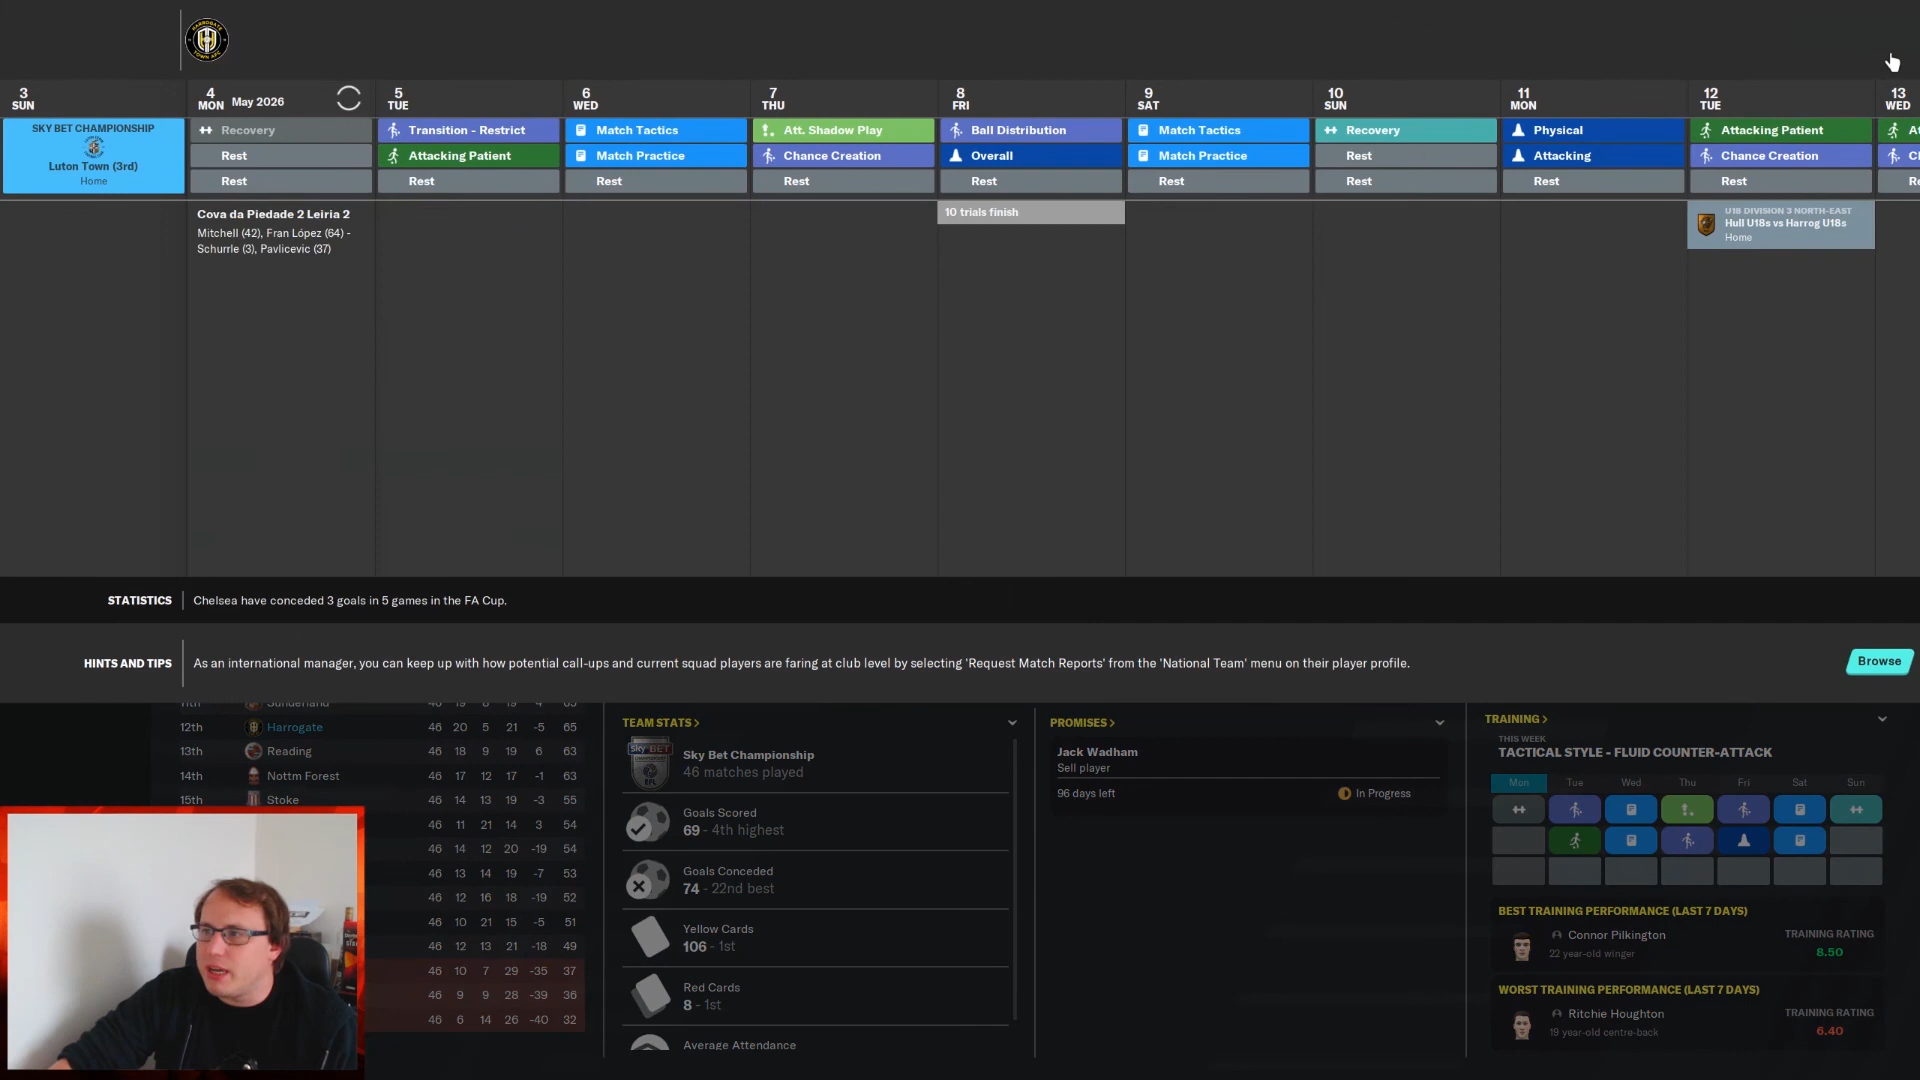 3
SUN
4
MON May 2026
5
TUE
6
WED
7
THU
8
FRI
9
SAT
10
SUN
11
MON
12
TUE
13
WED
SKY BET CHAMPIONSHIP
Luton Town (3rd)
Home
Recovery
Rest
Rest
Transition - Restrict
Attacking Patient
Rest
Match Tactics
Match Practice
Rest
Att. Shadow Play
Chance Creation
Rest
Ball Distribution
Overall
Rest
Match Tactics
Match Practice
Rest
Recovery
Rest
Rest
Physical
Attacking
Rest
Attacking Patient
Chance Creation
Rest
Cova da Piedade 2 Leiria 2
Mitchell (42), Fran López (64) -
Schurrle (3), Pavlicevic (37)
10 trials finish
U18 DIVISION 3 NORTH-EAST
Hull U18s vs Harrog U18s
Home
STATISTICS Chelsea have conceded 3 goals in 5 games in the FA Cup.
HINTS AND TIPS As an international manager, you can keep up with how potential call-ups and current squad players are faring at club level by selecting 'Request Match Reports' from the 'National Team' menu on their player profile.
Browse
12th Harrogate 46 20 5 21 -5 65
13th Reading 46 18 9 19 6 63
14th Nottm Forest 46 17 12 17 -1 63
15th Stoke 46 14 13 19 -3 55
46 11 21 14 3 54
46 14 12 20 -19 54
46 13 14 19 -7 53
46 12 16 18 -19 52
46 10 21 15 -5 51
46 12 13 21 -18 49
46 10 7 29 -35 37
46 9 9 28 -39 36
46 6 14 26 -40 32
TEAM STATS >
Sky Bet Championship
46 matches played
Goals Scored
69 - 4th highest
Goals Conceded
74 - 22nd best
Yellow Cards
106 - 1st
Red Cards
8 - 1st
Average Attendance
PROMISES >
Jack Wadham
Sell player
96 days left In Progress
TRAINING >
THIS WEEK
TACTICAL STYLE - FLUID COUNTER-ATTACK
Mon Tue Wed Thu Fri Sat Sun
BEST TRAINING PERFORMANCE (LAST 7 DAYS)
Connor Pilkington
22 year-old winger
TRAINING RATING
8.50
WORST TRAINING PERFORMANCE (LAST 7 DAYS)
Ritchie Houghton
19 year-old centre-back
TRAINING RATING
6.40